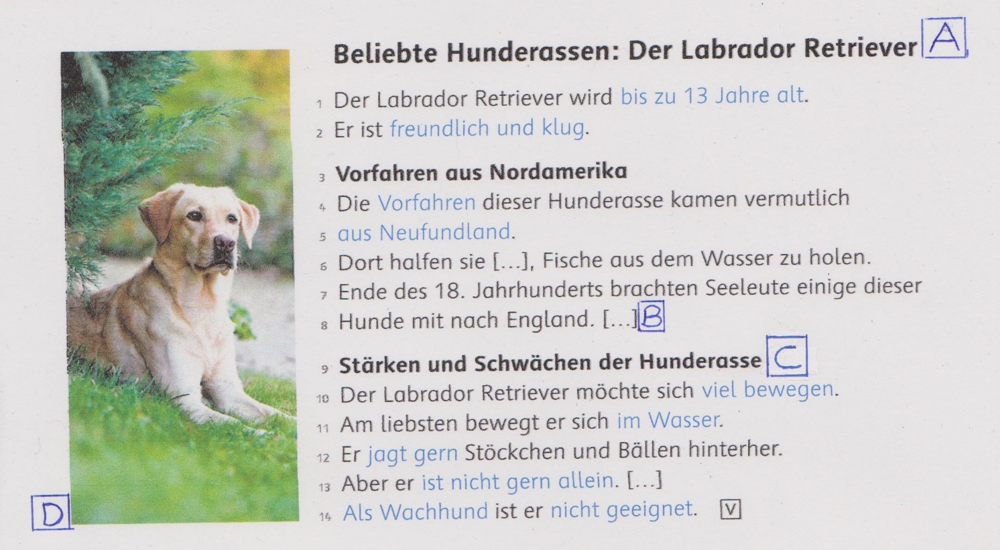 Beliebte Hunderassen: Der Labrador Retriever A
1 Der Labrador Retriever wird bis zu 13 Jahre alt.
2 Er ist freundlich und klug.
3 Vorfahren aus Nordamerika
4 Die Vorfahren dieser Hunderasse kamen vermutlich
5 aus Neufundland.
6 Dort halfen sie [...], Fische aus dem Wasser zu holen.
7 Ende des 18. Jahrhunderts brachten Seeleute einige dieser
8 Hunde mit nach England. [...] B
9 Stärken und Schwächen der Hunderasse C
10 Der Labrador Retriever möchte sich viel bewegen.
11 Am liebsten bewegt er sich im Wasser.
12 Er jagt gern Stöckchen und Bällen hinterher.
13 Aber er ist nicht gern allein. [...]
14 Als Wachhund ist er nicht geeignet. V
D